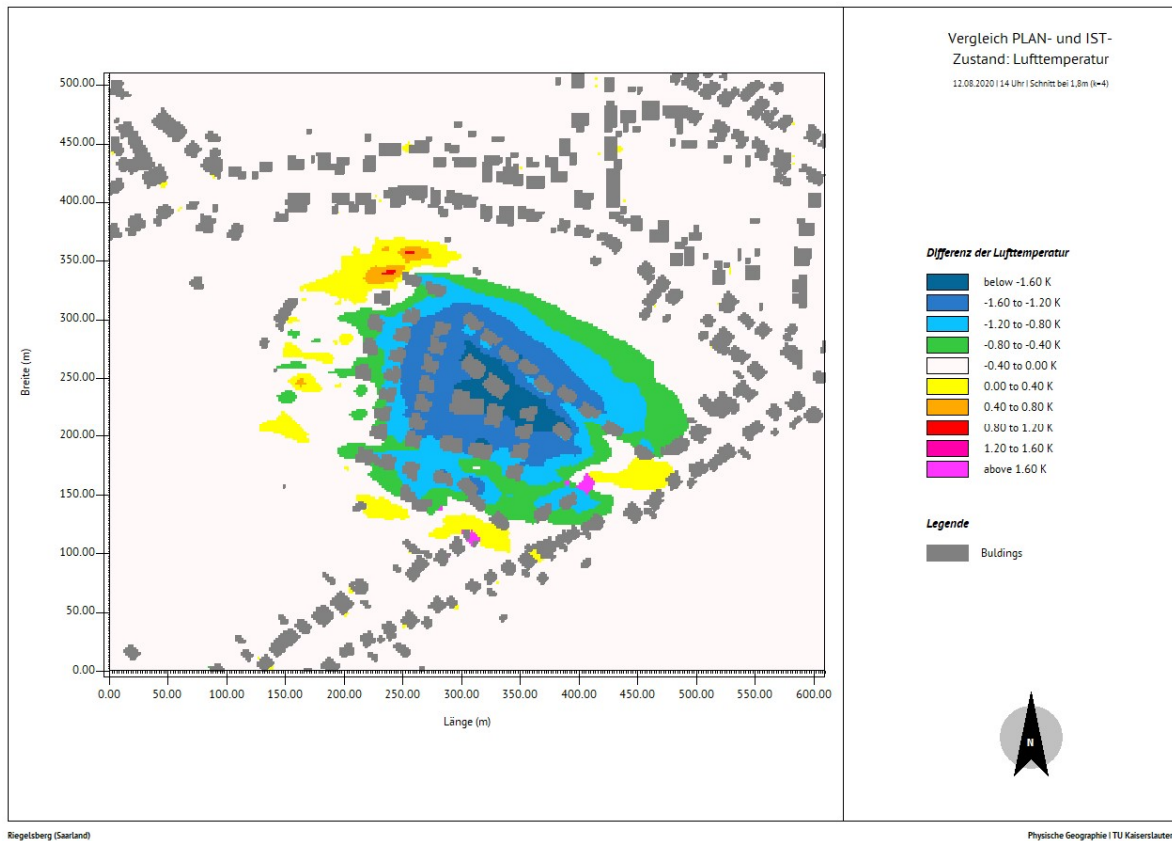 Vergleich PLAN- und IST-
Zustand: Lufttemperatur
12.08.2020 | 14 Uhr | Schnitt bei 1,8m (k=4)
500.00
450.00
400.00
350.00
300.00
250.00
200.00
150.00
100.00
50.00
0.00
Breite (m)
0.00 50.00 100.00 150.00 200.00 250.00 300.00 350.00 400.00 450.00 500.00 550.00 600.00
Länge (m)
Differenz der Lufttemperatur
below -1.60 K
-1.60 to -1.20 K
-1.20 to -0.80 K
-0.80 to -0.40 K
-0.40 to 0.00 K
0.00 to 0.40 K
0.40 to 0.80 K
0.80 to 1.20 K
1.20 to 1.60 K
above 1.60 K
Legende
Buldings
N
Riegelsberg (Saarland)
Physische Geographie | TU Kaiserslauter